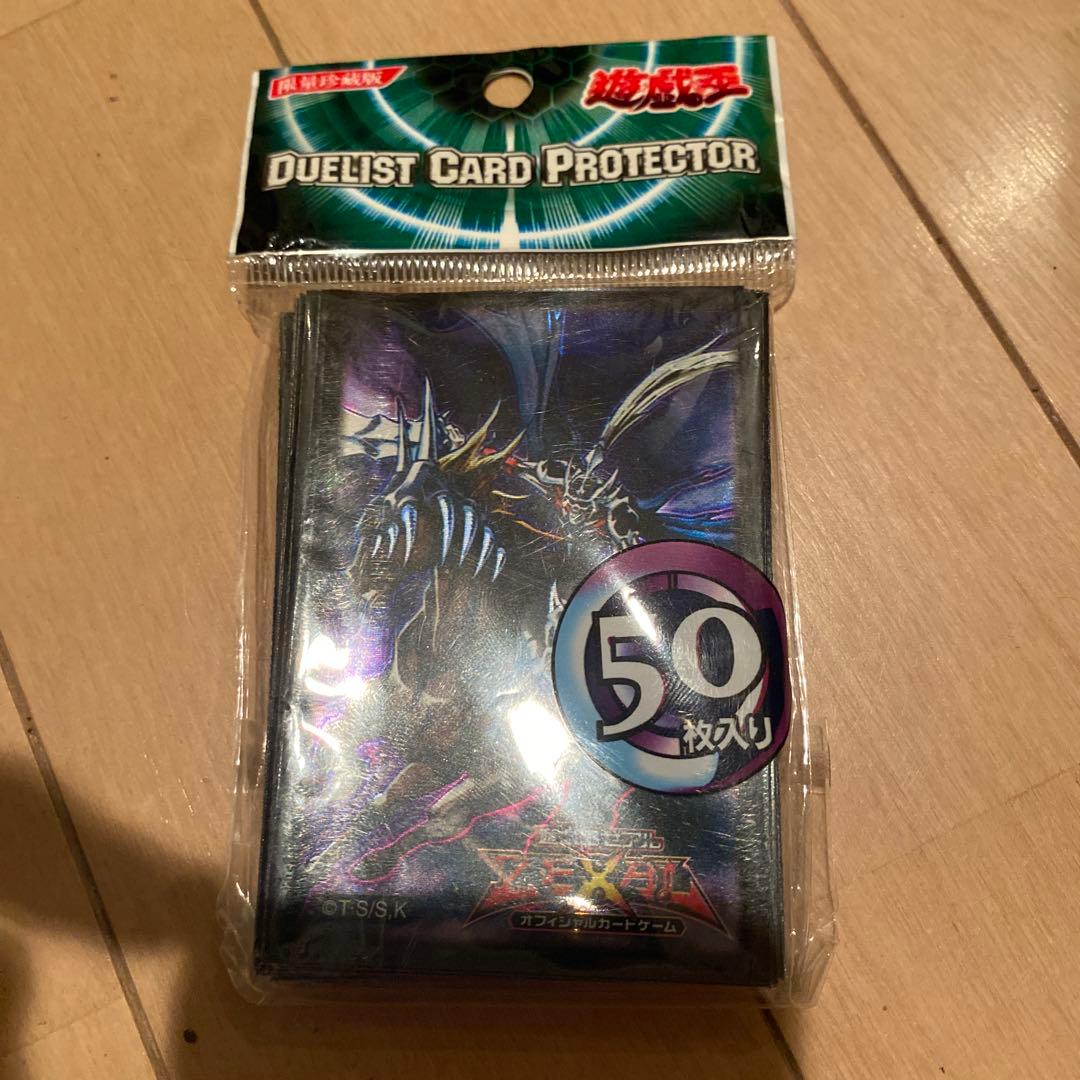 限量珍蔵版
遊戯王
DUELIST CARD PROTECTOR
50
枚入り
ZEXAL
オフィシャルカードゲーム
©T.S/S,K